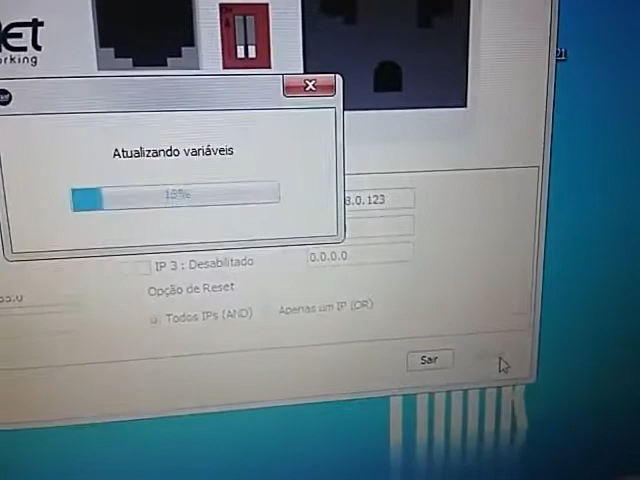 et
rking
Atualizando variáveis
15%
3.0.123
IP 3 : Desabilitado
0.0.0.0
Opção de Reset
Todos IPs (AND)
Apenas um IP (OR)
Sair